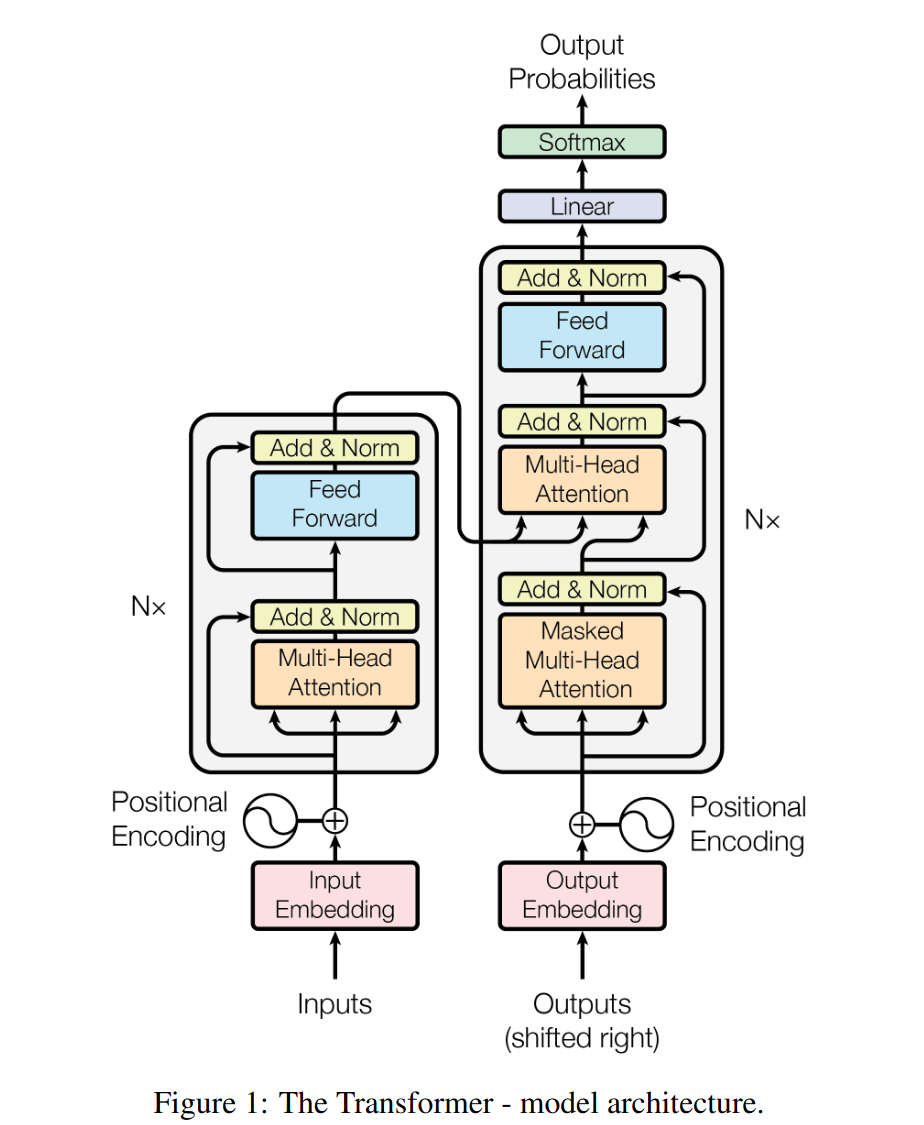 Output
Probabilities
Softmax
Linear
Add & Norm
Feed
Forward
Add & Norm
Multi-Head
Attention
Add & Norm
Masked
Multi-Head
Attention
N×
Add & Norm
Feed
Forward
Add & Norm
Multi-Head
Attention
N×
Positional
Encoding
Positional
Encoding
Input
Embedding
Output
Embedding
Inputs
Outputs
(shifted right)
Figure 1: The Transformer - model architecture.